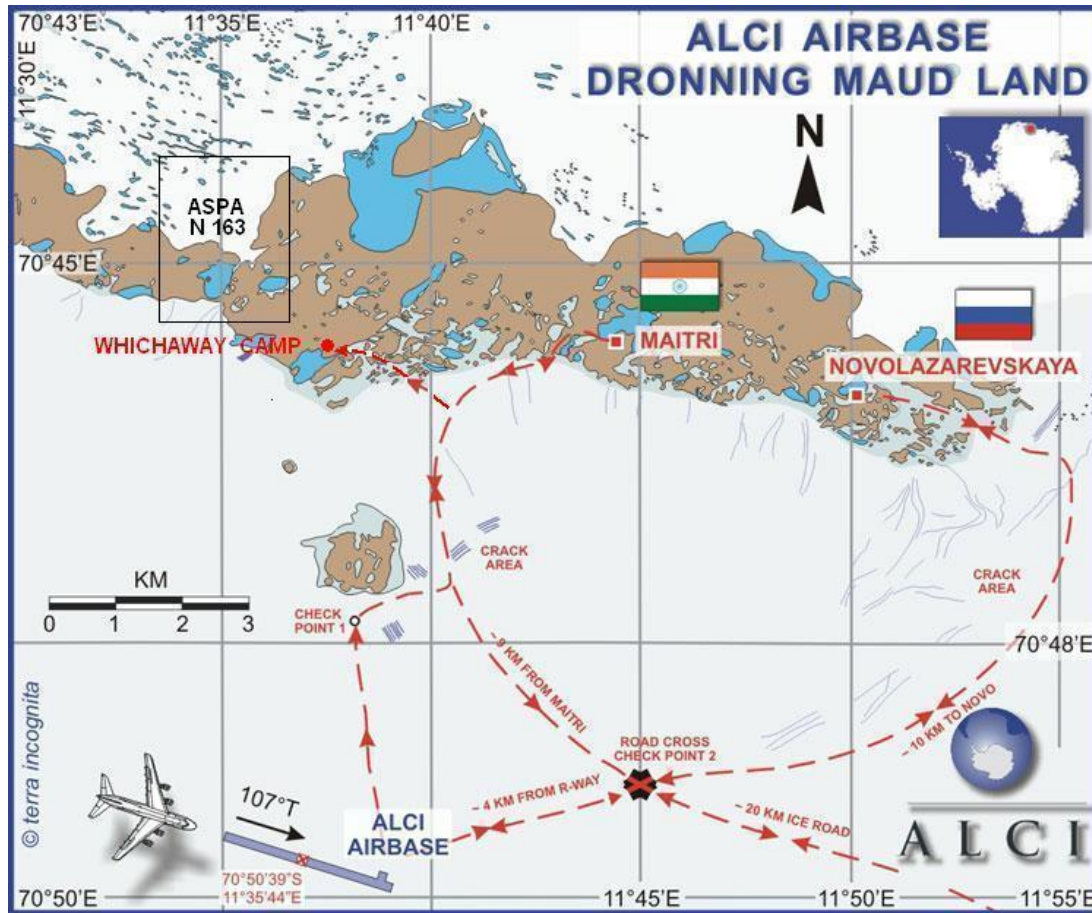 70°43'E
11°35'E
11°40'E
11°30'E
ALCI AIRBASE
DRONNING MAUD LAND
N
ASPA
N 163
70°45'E
WHICHAWAY CAMP
MAITRI
NOVOLAZAREVSKAYA
KM
0 1 2 3
CRACK
AREA
CRACK
AREA
CHECK
POINT 1
70°48'E
~ 9 KM FROM MAITRI
ROAD CROSS
CHECK POINT 2
~ 10 KM TO NOVO
© terra incognita
107°T
ALCI
AIRBASE
~ 4 KM FROM R-WAY
~ 20 KM ICE ROAD
ALCI
70°50'39"S
11°35'44"E
70°50'E
11°45'E
11°50'E
11°55'E